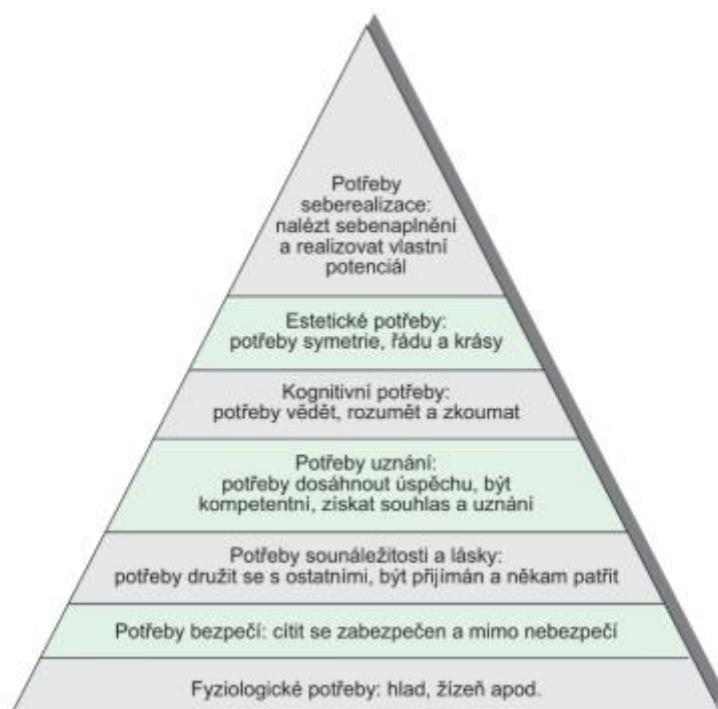 Potřeby
seberealizace:
nalézt sebenaplnění
a realizovat vlastní
potenciál
Estetické potřeby:
potřeby symetrie, řádu a krásy
Kognitivní potřeby:
potřeby vědět, rozumět a zkoumat
Potřeby uznání:
potřeby dosáhnout úspěchu, být
kompetentní, získat souhlas a uznání
Potřeby sounáležitosti a lásky:
potřeby družit se s ostatními, být přijímán a někam patřit
Potřeby bezpečí: cítit se zabezpečen a mimo nebezpečí
Fyziologické potřeby: hlad, žízeň apod.